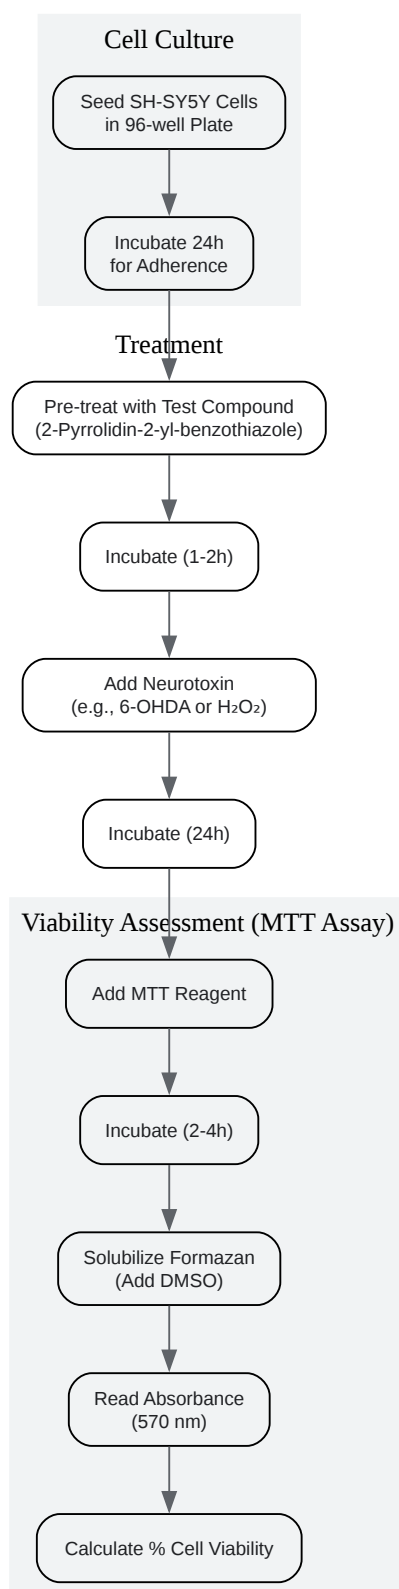 Cell Culture
Seed SH-SY5Y Cells
in 96-well Plate
Incubate 24h
for Adherence
Treatment
Pre-treat with Test Compound
(2-Pyrrolidin-2-yl-benzothiazole)
Incubate (1-2h)
Add Neurotoxin
(e.g., 6-OHDA or H₂O₂)
Incubate (24h)
Viability Assessment (MTT Assay)
Add MTT Reagent
Incubate (2-4h)
Solubilize Formazan
(Add DMSO)
Read Absorbance
(570 nm)
Calculate % Cell Viability